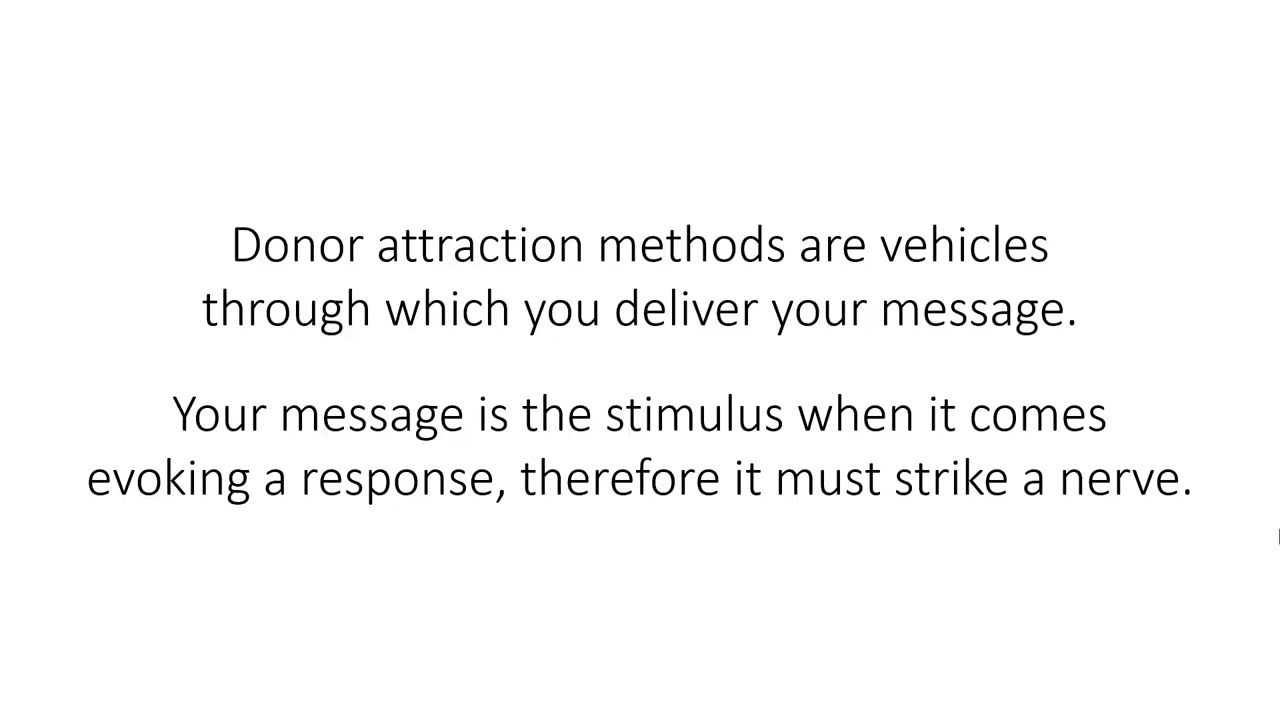 Donor attraction methods are vehicles
through which you deliver your message.
Your message is the stimulus when it comes
evoking a response, therefore it must strike a nerve.